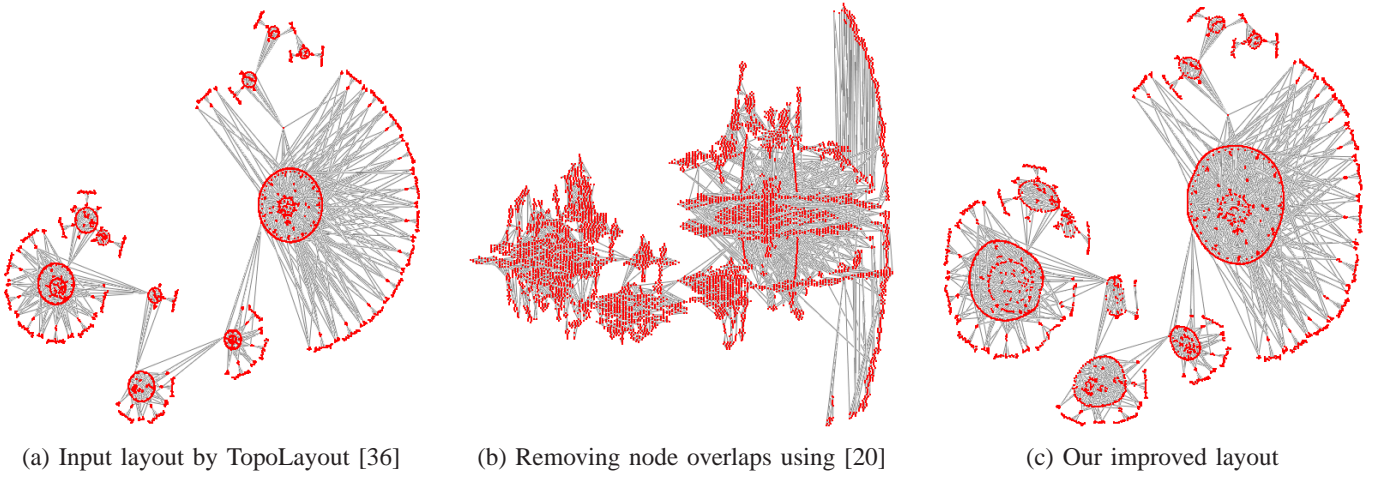 (a) Input layout by TopoLayout [36]
(b) Removing node overlaps using [20]
(c) Our improved layout